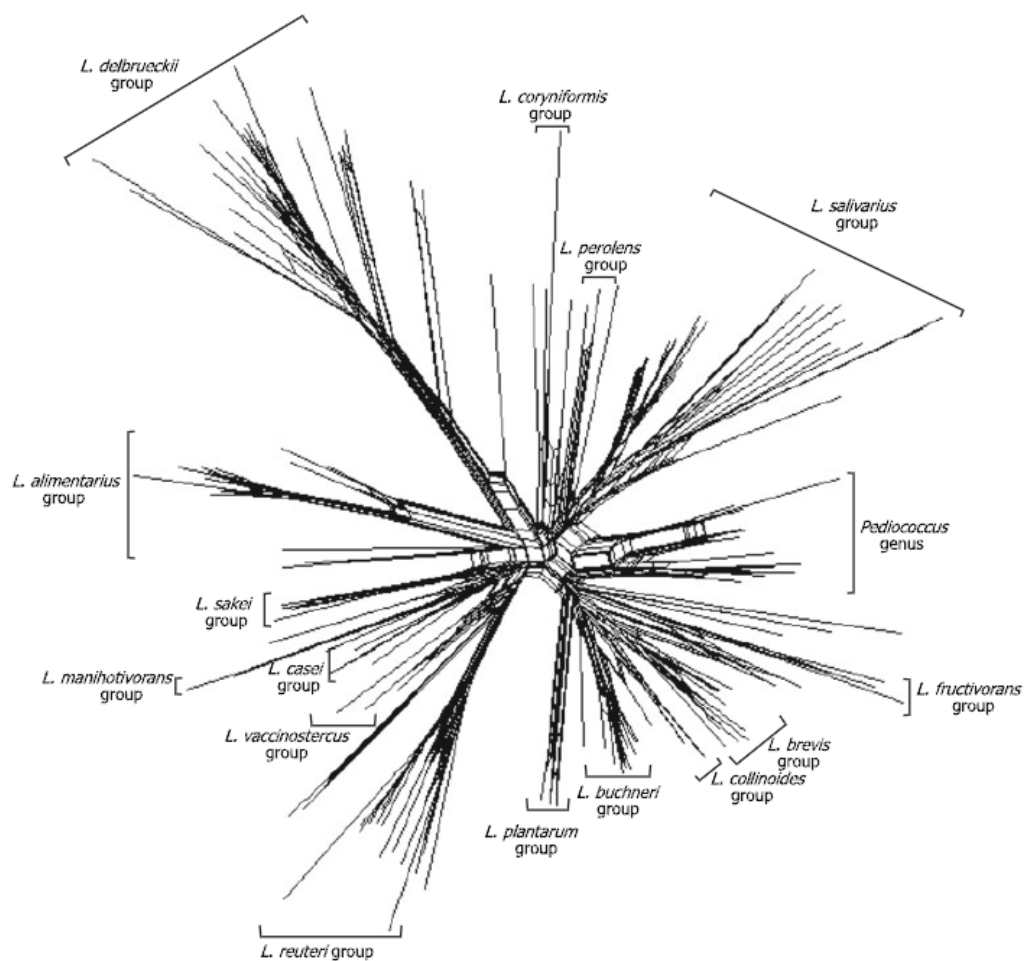 L. delbrueckii
group
L. coryniformis
group
L. salivarius
group
L. perolens
group
L. alimentarius
group
Pediococcus
genus
L. sakei
group
L. casei
group
L. manihotivorans
group
L. fructivorans
group
L. vaccinostercus
group
L. brevis
group
L. collinoides
group
L. buchneri
group
L. plantarum
group
L. reuteri group